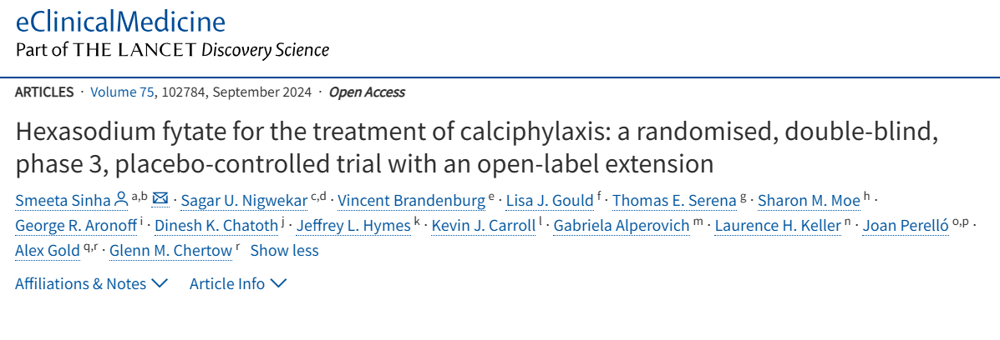 eClinicalMedicine
Part of THE LANCET Discovery Science
ARTICLES · Volume 75, 102784, September 2024 · Open Access
Hexasodium fytate for the treatment of calciphylaxis: a randomised, double-blind,
phase 3, placebo-controlled trial with an open-label extension
Smeeta Sinha a,b · Sagar U. Nigwekar c,d · Vincent Brandenburg e · Lisa J. Gould f · Thomas E. Serena g · Sharon M. Moe h ·
George R. Aronoff i · Dinesh K. Chatoth j · Jeffrey L. Hymes k · Kevin J. Carroll l · Gabriela Alperovich m · Laurence H. Keller n · Joan Perelló o,p ·
Alex Gold q,r · Glenn M. Chertow r Show less
Affiliations & Notes Article Info